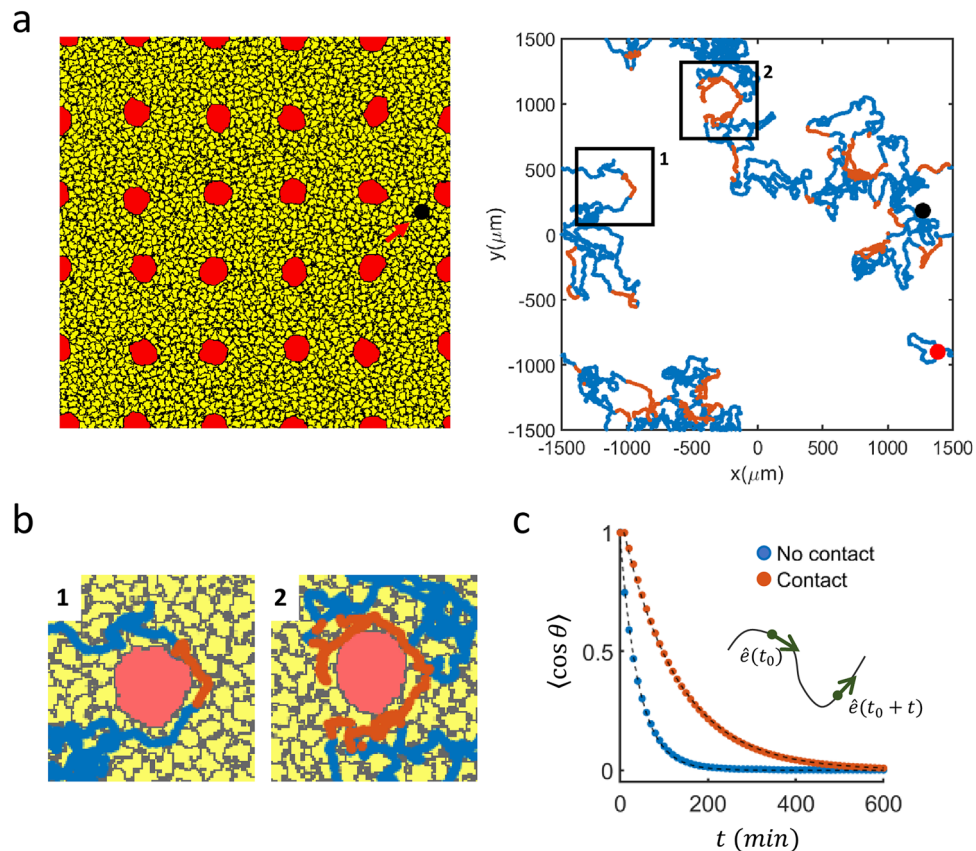 a
1500
1000
500
0
-500
-1000
-1500
y(μm)
-1500
-1000
-500
0
500
1000
1500
x(μm)
1
2
b
1
2
c
1
0.5
0
⟨cos θ⟩
No contact
Contact
ê(t₀)
ê(t₀ + t)
0
200
400
600
t (min)